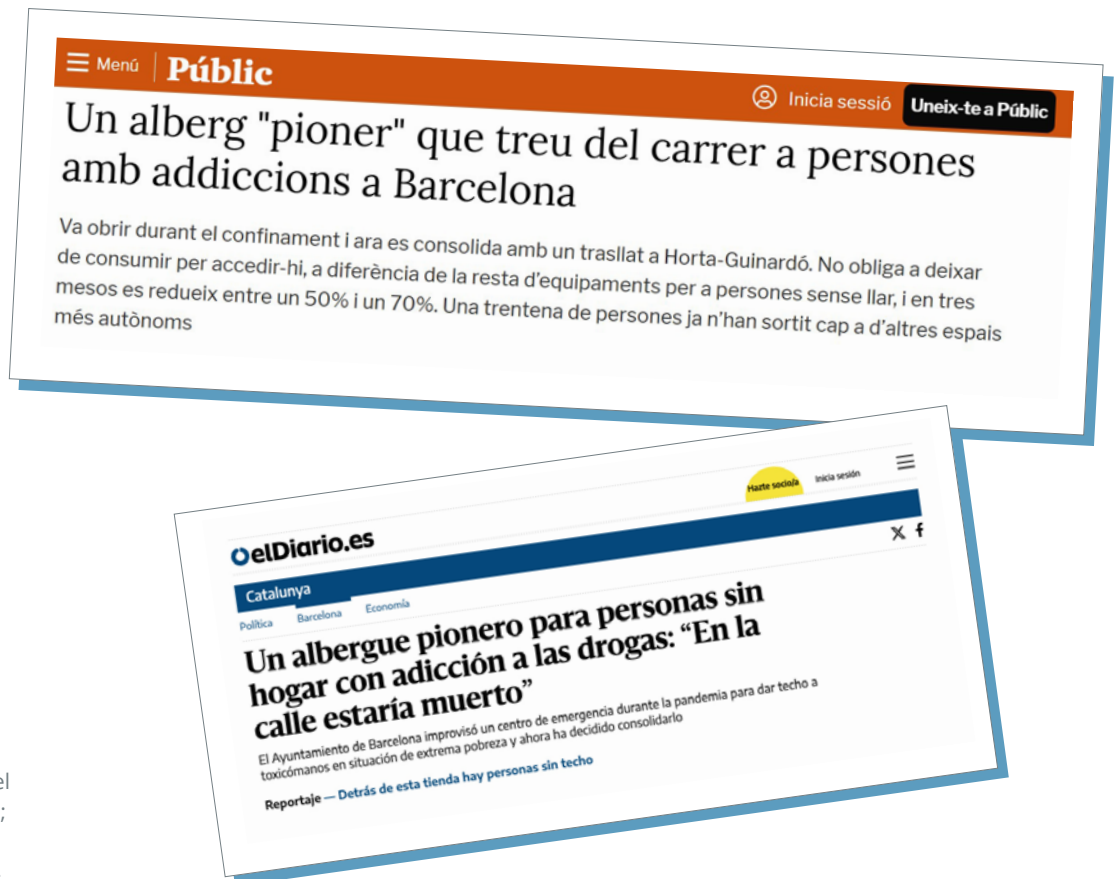 Menú
Públic
Inicia sessió
Uneix-te a Públic
Un alberg "pioner" que treu del carrer a persones
amb addiccions a Barcelona
Va obrir durant el confinament i ara es consolida amb un trasllat a Horta-Guinardó. No obliga a deixar
de consumir per accedir-hi, a diferència de la resta d'equipaments per a persones sense llar, i en tres
mesos es redueix entre un 50% i un 70%. Una trentena de persones ja n'han sortit cap a d'altres espais
més autònoms
elDiario.es
Hazte socio/a
Inicia sesión
Catalunya
Política
Barcelona
Economía
Un albergue pionero para personas sin
hogar con adicción a las drogas: “En la
calle estaría muerto”
El Ayuntamiento de Barcelona improvisó un centro de emergencia durante la pandemia para dar techo a
toxicómanos en situación de extrema pobreza y ahora ha decidido consolidarlo
Reportaje — Detrás de esta tienda hay personas sin techo
el
;